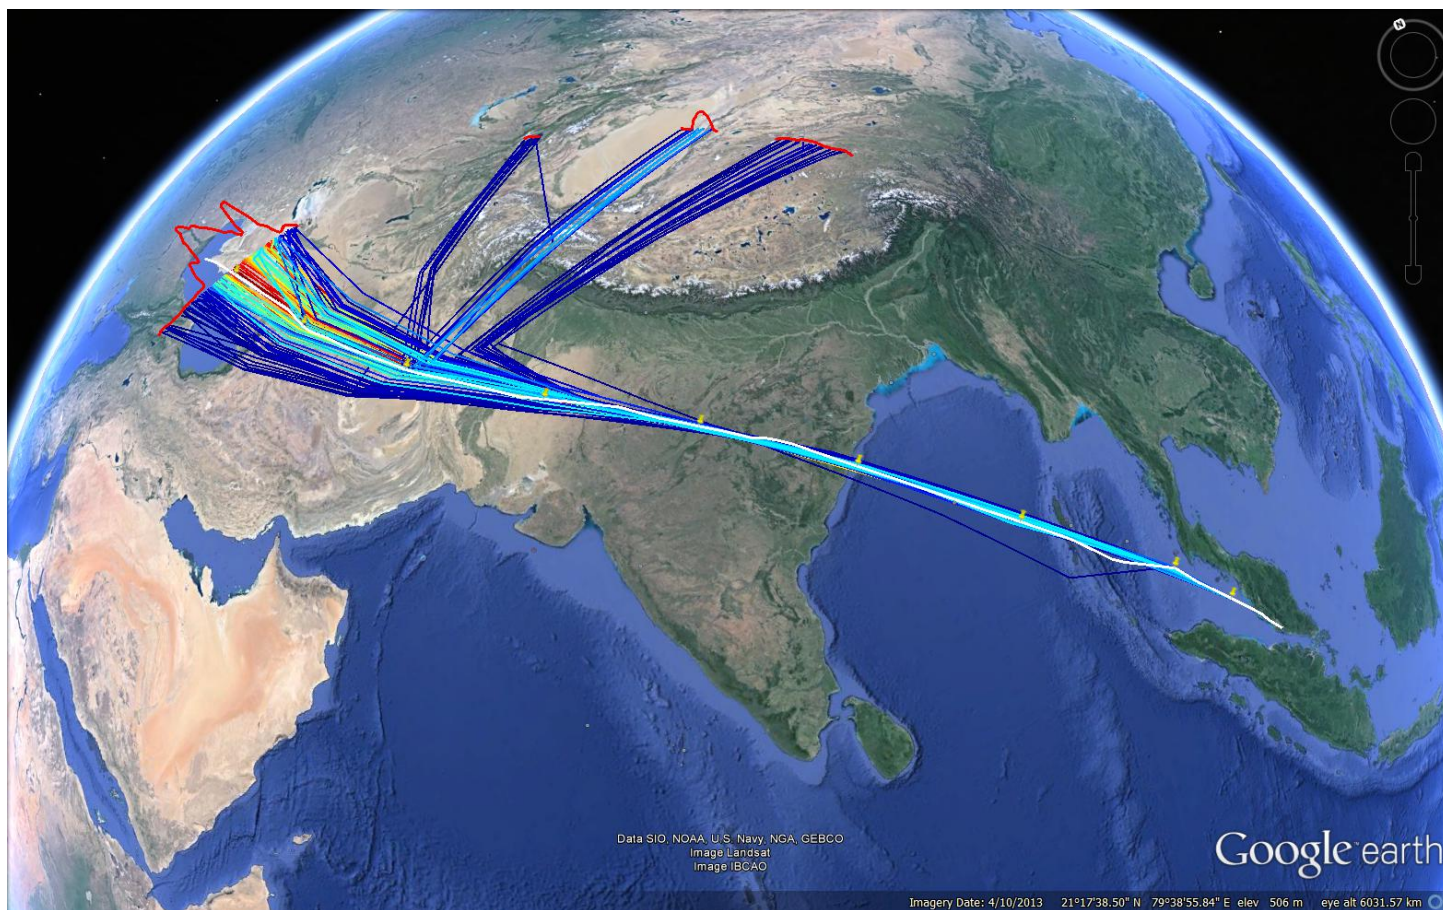 N
Data SIO, NOAA, U.S. Navy, NGA, GEBCO
Image Landsat
Image IBCAO
Google earth
Imagery Date: 4/10/2013 21°17'38.50" N 79°38'55.84" E elev 506 m eye alt 6031.57 km